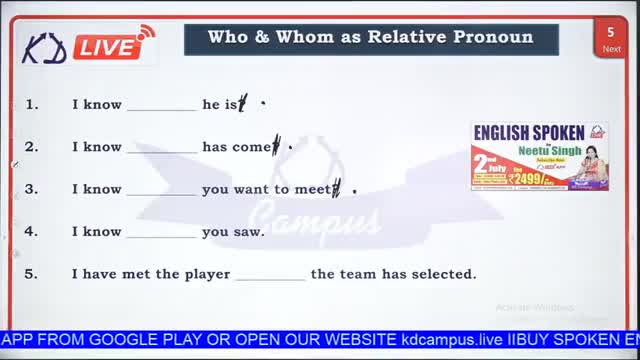 KD LIVE
Who & Whom as Relative Pronoun
5
Next
1. I know _________ he is.
2. I know _________ has come.
3. I know _________ you want to meet.
4. I know _________ you saw.
5. I have met the player _________ the team has selected.
Campus
ENGLISH SPOKEN
by
Neetu Singh
2nd July
₹2499/-
Activate Windows
APP FROM GOOGLE PLAY OR OPEN OUR WEBSITE kdcampus.live IIBUY SPOKEN EN